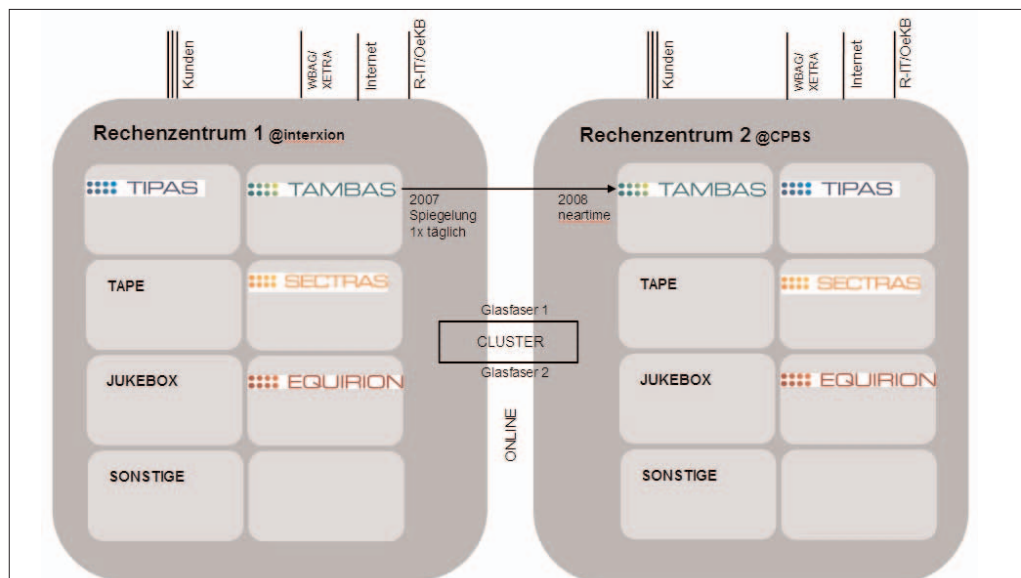 Kunden
WBAG/
XETRA
Internet
R-IT/OeKB
Kunden
WBAG/
XETRA
Internet
R-IT/OeKB
Rechenzentrum 1 @interxion
Rechenzentrum 2 @CPBS
TIPAS
TAMBAS
2007
Spiegelung
1x täglich
2008
neartime
TAMBAS
TIPAS
TAPE
SECTRAS
TAPE
SECTRAS
Glasfaser 1
CLUSTER
Glasfaser 2
JUKEBOX
EQUIRION
JUKEBOX
EQUIRION
ONLINE
SONSTIGE
SONSTIGE